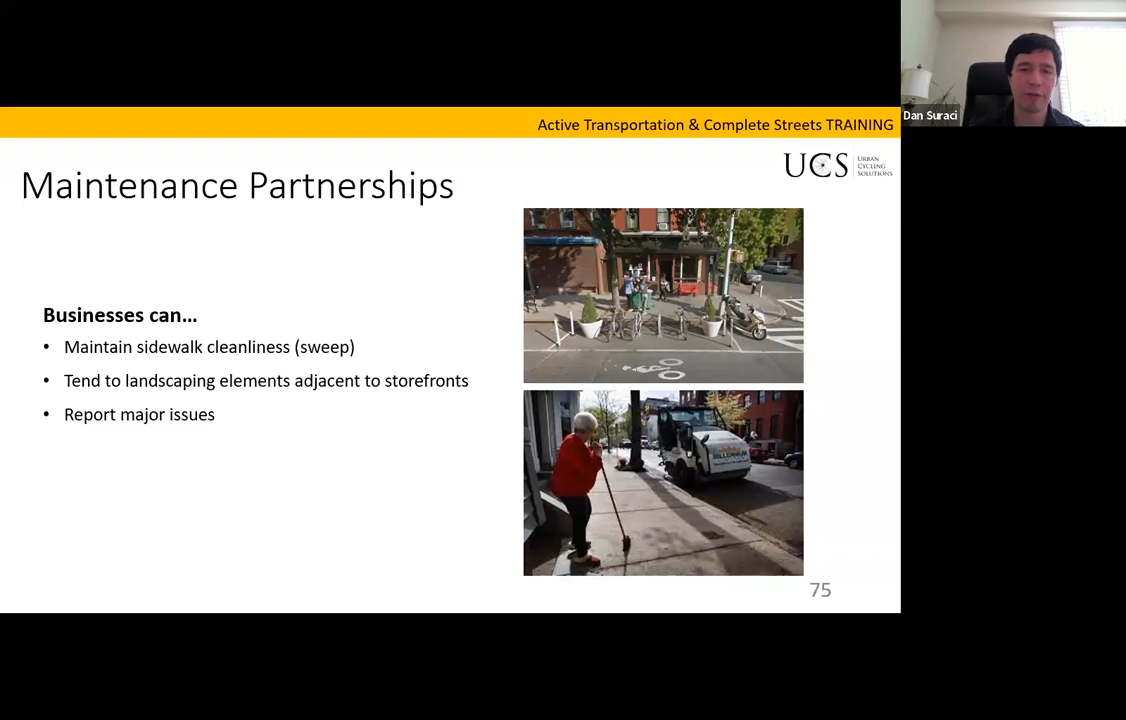 Active Transportation & Complete Streets TRAINING
Dan Suraci
UCS
URBAN
CYCLING
SOLUTIONS
Maintenance Partnerships
Businesses can...
• Maintain sidewalk cleanliness (sweep)
• Tend to landscaping elements adjacent to storefronts
• Report major issues
MILLENNIUM
75